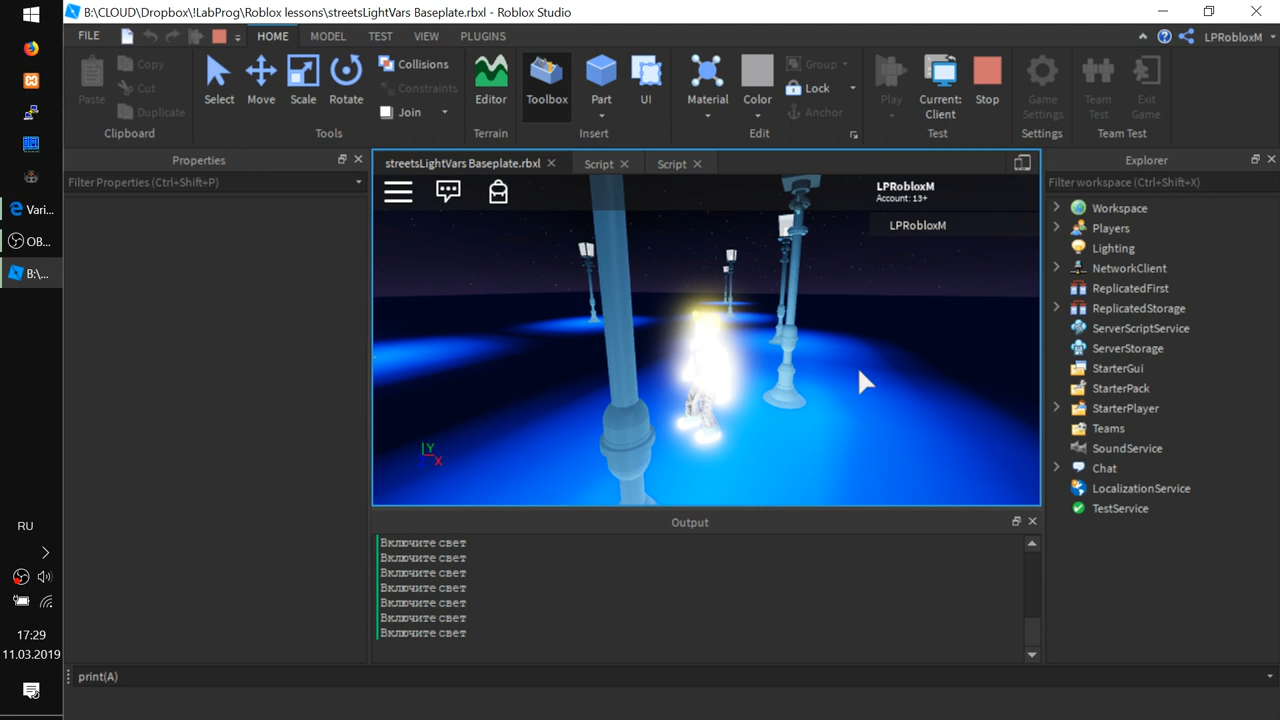 B:\CLOUD\Dropbox\!LabProg\Roblox lessons\streetsLightVars Baseplate.rbxl - Roblox Studio
FILE HOME MODEL TEST VIEW PLUGINS LPRobloxM
Paste Copy Cut Duplicate
Clipboard
Select Move Scale Rotate Collisions Constraints Join
Tools
Editor
Terrain
Toolbox Part UI
Insert
Material Color Group Lock Anchor
Edit
Play Current: Client Stop
Test
Game Settings
Settings
Team Test Exit Game
Team Test
Properties
Filter Properties (Ctrl+Shift+P)
streetsLightVars Baseplate.rbxl Script Script
LPRobloxM
Account: 13+
LPRobloxM
Y
X
Explorer
Filter workspace (Ctrl+Shift+X)
Workspace
Players
Lighting
NetworkClient
ReplicatedFirst
ReplicatedStorage
ServerScriptService
ServerStorage
StarterGui
StarterPack
StarterPlayer
Teams
SoundService
Chat
LocalizationService
TestService
Output
Включите свет
Включите свет
Включите свет
Включите свет
Включите свет
Включите свет
Включите свет
print(A)
Vari...
OB...
B:\...
RU
17:29
11.03.2019